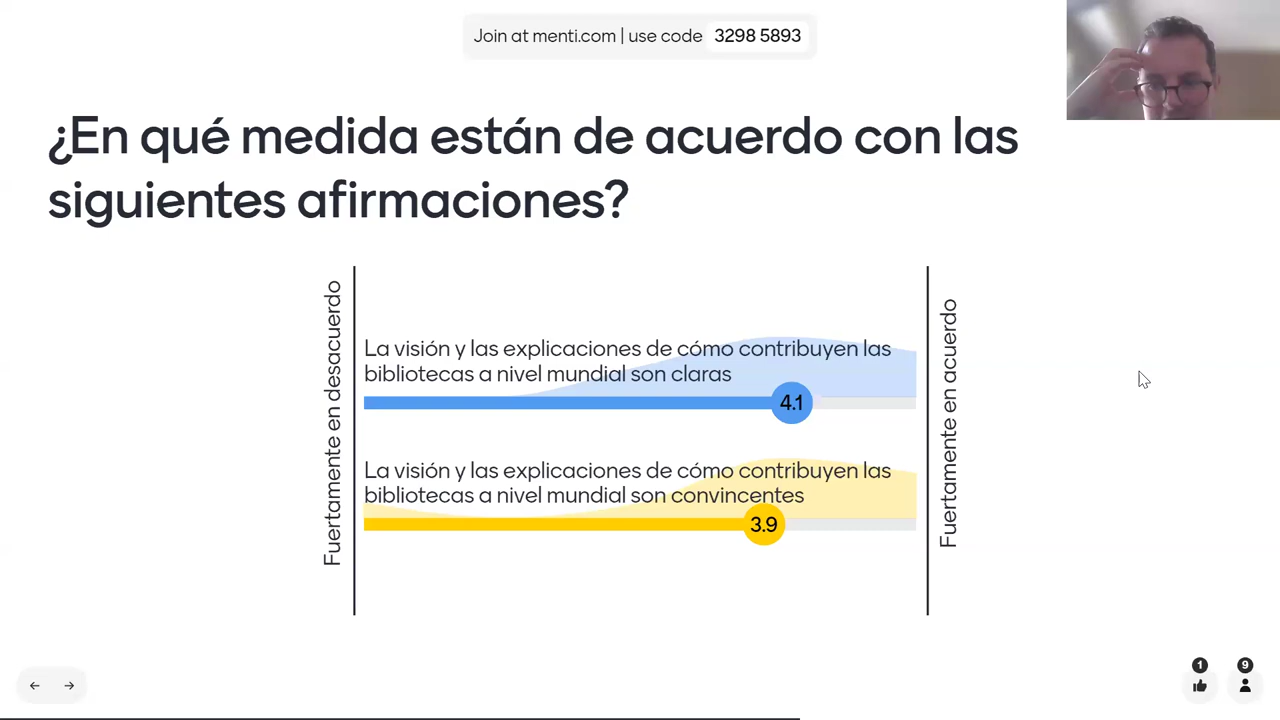 Join at menti.com | use code 3298 5893
¿En qué medida están de acuerdo con las
siguientes afirmaciones?
Fuertemente en desacuerdo
La visión y las explicaciones de cómo contribuyen las
bibliotecas a nivel mundial son claras
4.1
La visión y las explicaciones de cómo contribuyen las
bibliotecas a nivel mundial son convincentes
3.9
Fuertamente en acuerdo
1
9